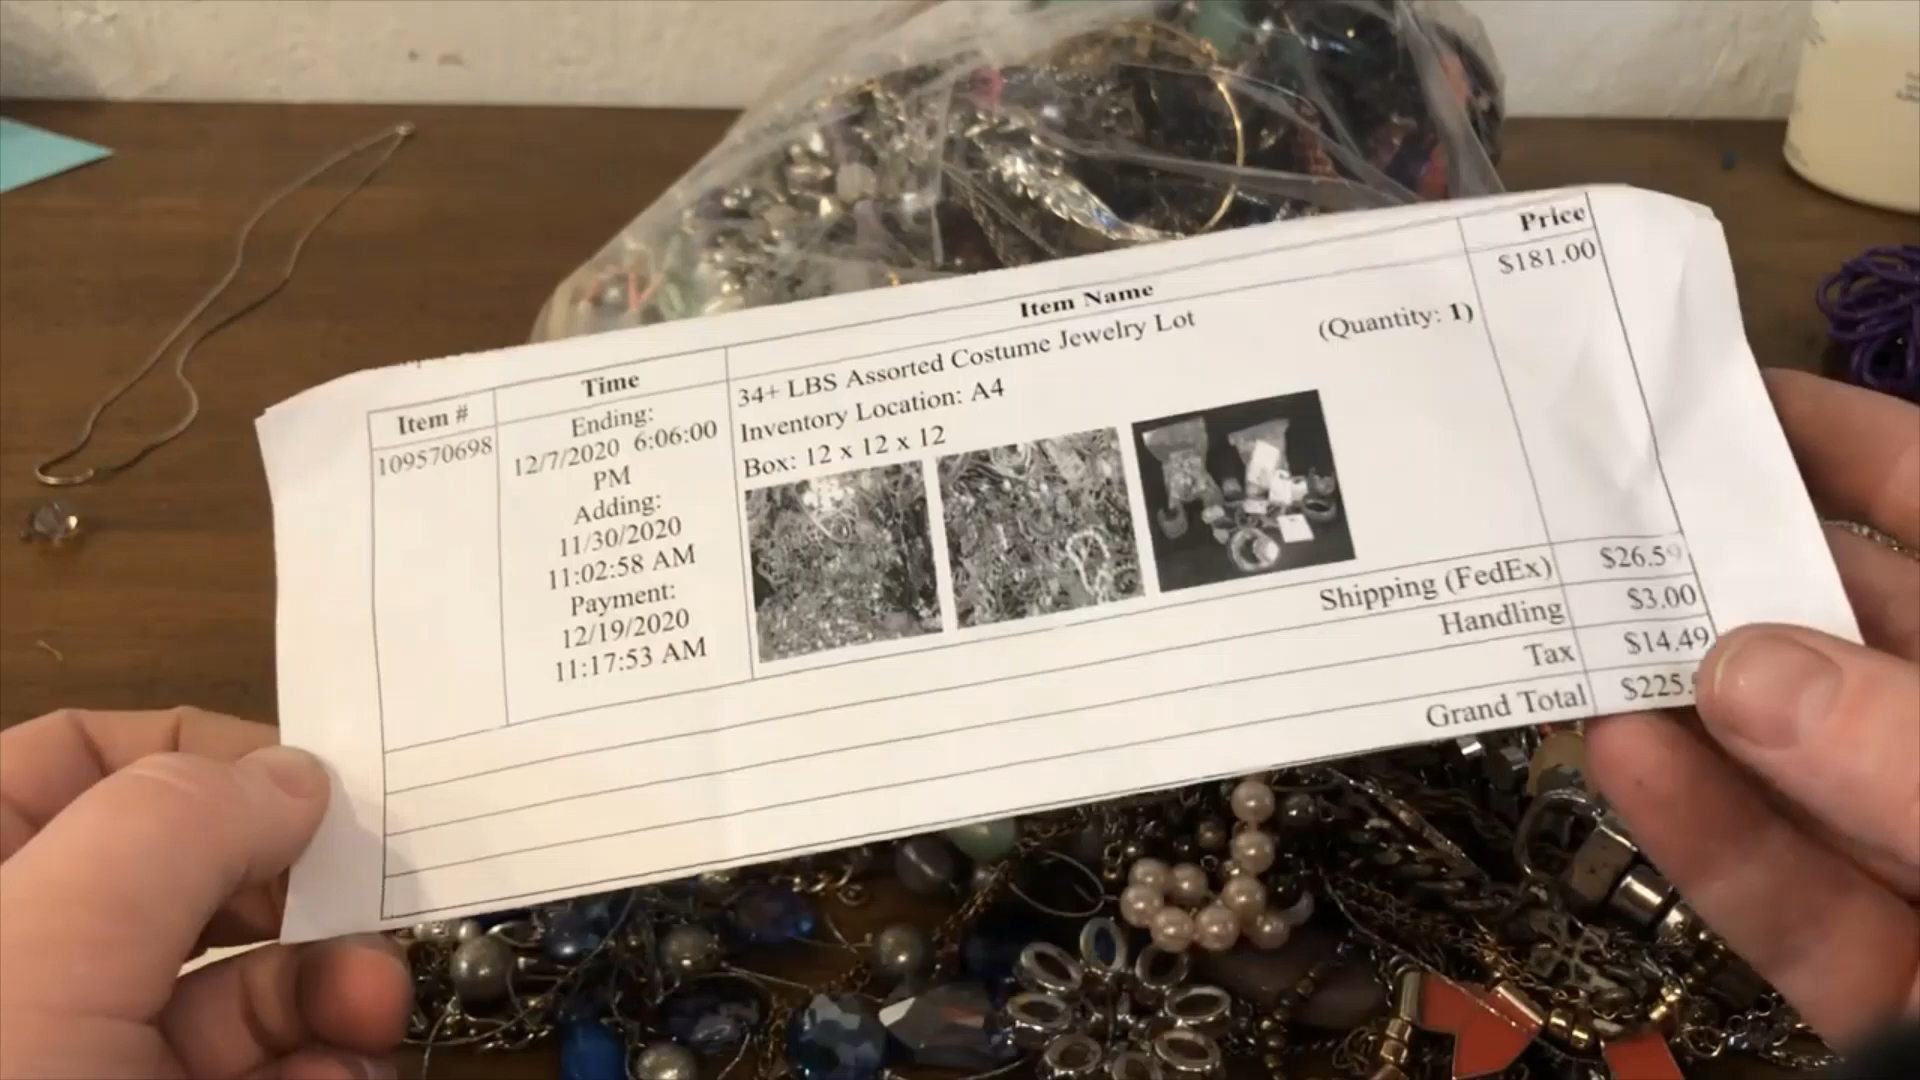 Item #
Time
Item Name
Price
109570698
Ending:
12/7/2020 6:06:00
PM
Adding:
11/30/2020
11:02:58 AM
Payment:
12/19/2020
11:17:53 AM
34+ LBS Assorted Costume Jewelry Lot
(Quantity: 1)
Inventory Location: A4
Box: 12 x 12 x 12
$181.00
Shipping (FedEx) $26.59
Handling $3.00
Tax $14.49
Grand Total $225.